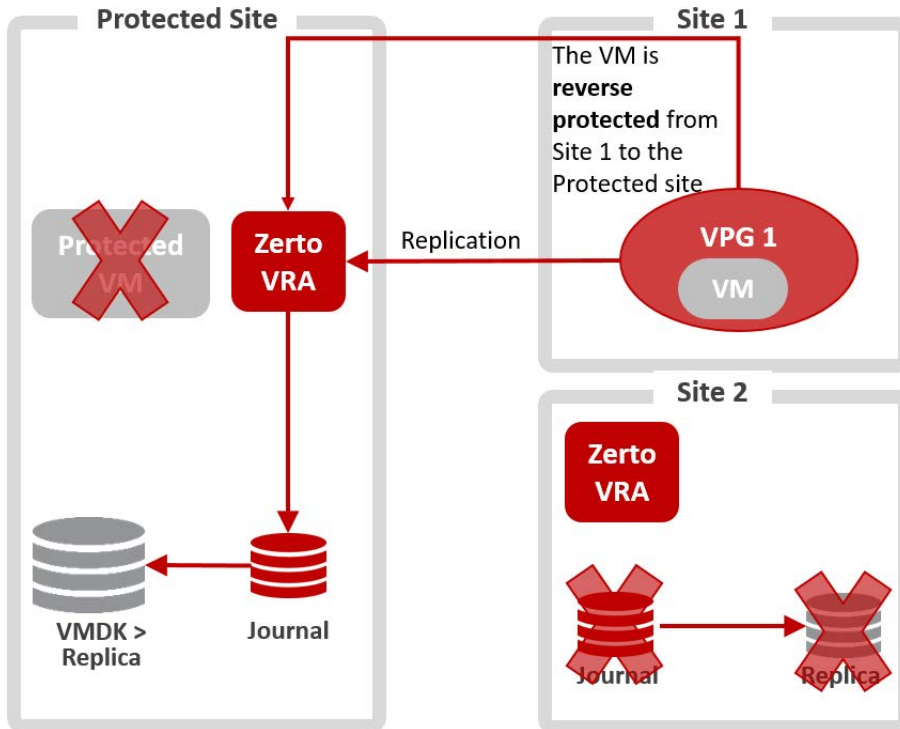 Protected Site
Site 1
The VM is
reverse
protected from
Site 1 to the
Protected site
Protected
VM
Zerto
VRA
Replication
VPG 1
VM
Site 2
Zerto
VRA
VMDK >
Replica
Journal
Journal
Replica